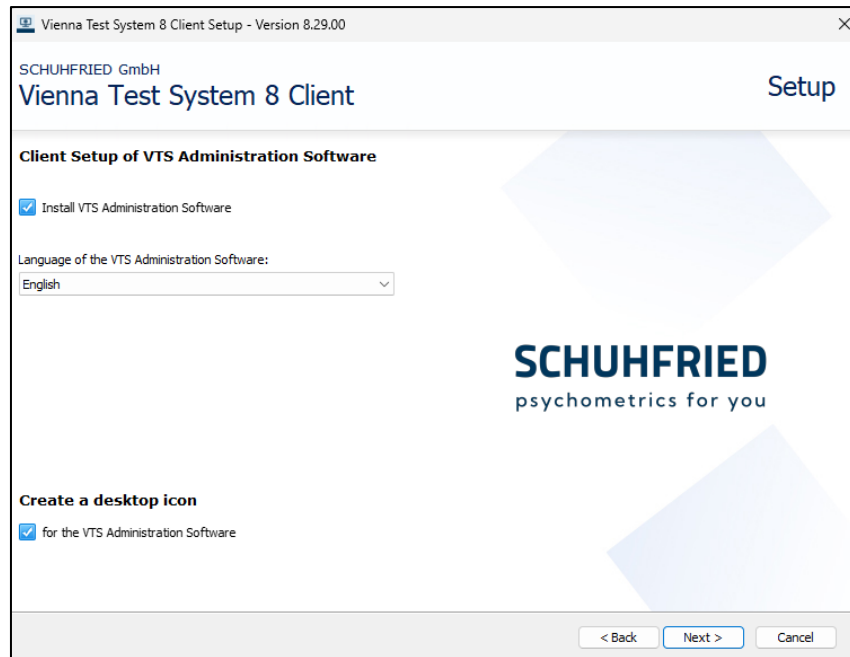 Vienna Test System 8 Client Setup - Version 8.29.00
SCHUHFRIED GmbH
Vienna Test System 8 Client
Setup
Client Setup of VTS Administration Software
Install VTS Administration Software
Language of the VTS Administration Software:
English
SCHUHFRIED
psychometrics for you
Create a desktop icon
for the VTS Administration Software
< Back
Next >
Cancel